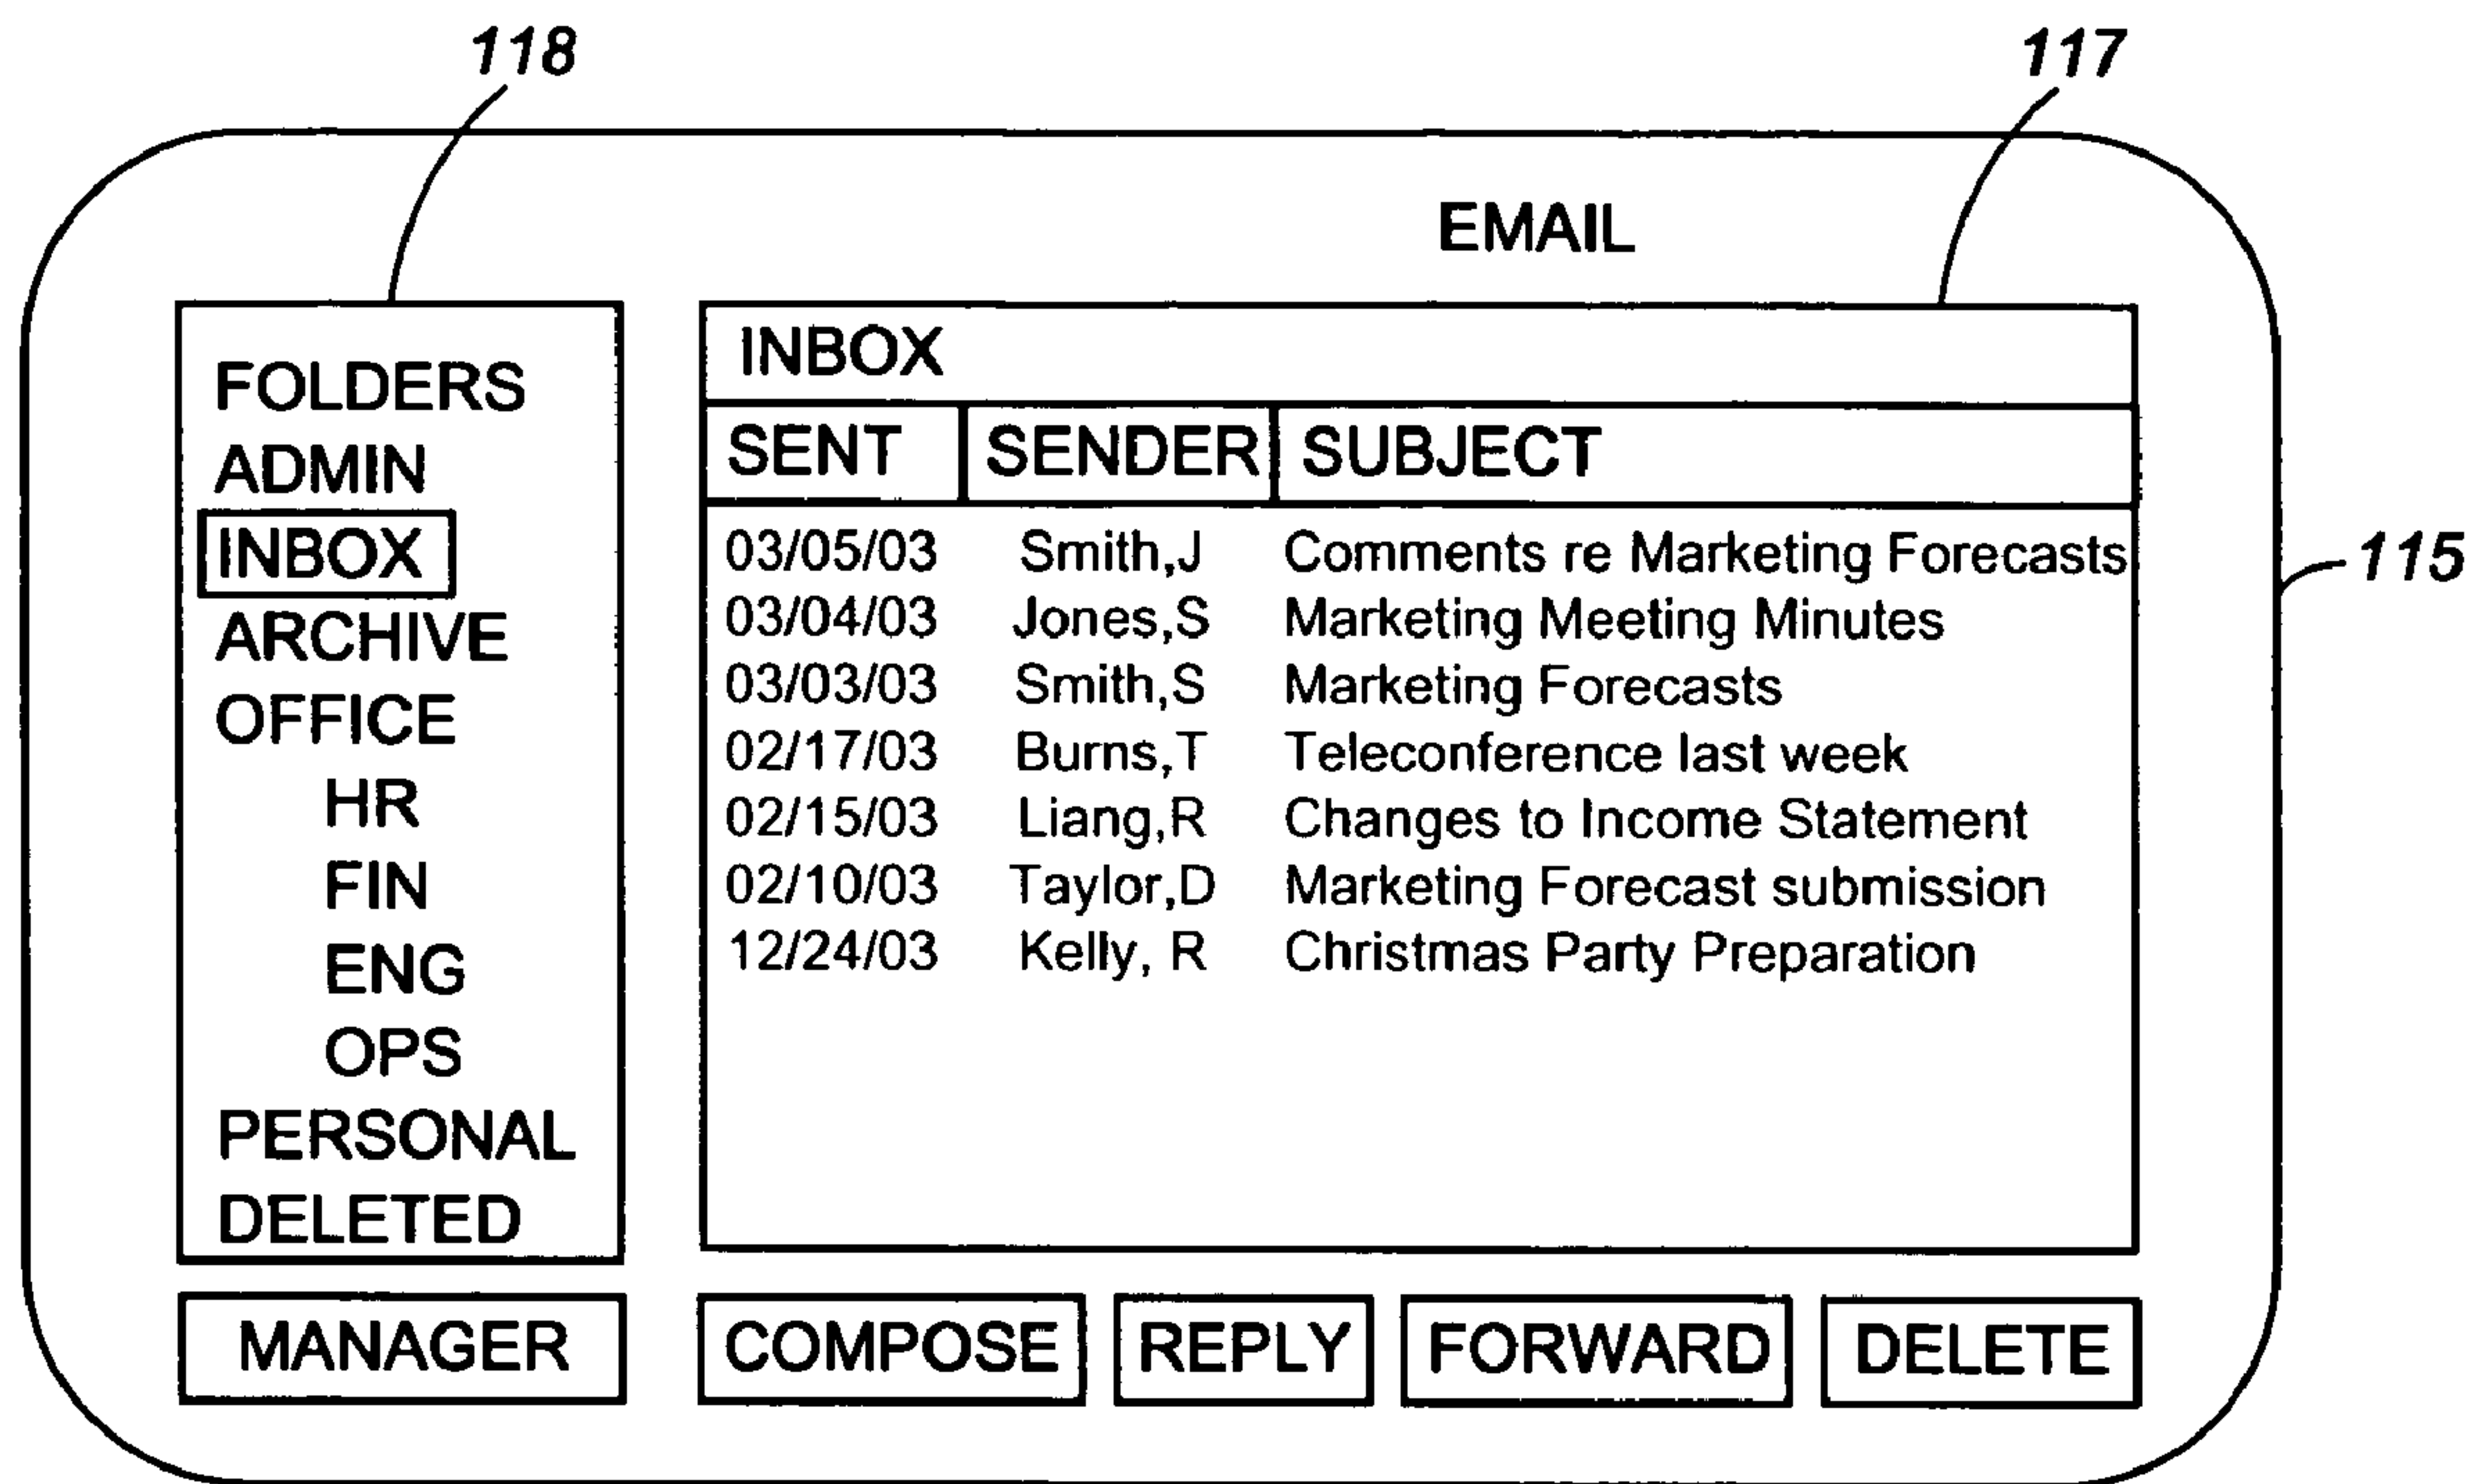 118
117
EMAIL
115
FOLDERS
ADMIN
INBOX
ARCHIVE
OFFICE
HR
FIN
ENG
OPS
PERSONAL
DELETED
INBOX
SENT SENDER SUBJECT
03/05/03 Smith,J Comments re Marketing Forecasts
03/04/03 Jones,S Marketing Meeting Minutes
03/03/03 Smith,S Marketing Forecasts
02/17/03 Burns,T Teleconference last week
02/15/03 Liang,R Changes to Income Statement
02/10/03 Taylor,D Marketing Forecast submission
12/24/03 Kelly, R Christmas Party Preparation
MANAGER COMPOSE REPLY FORWARD DELETE